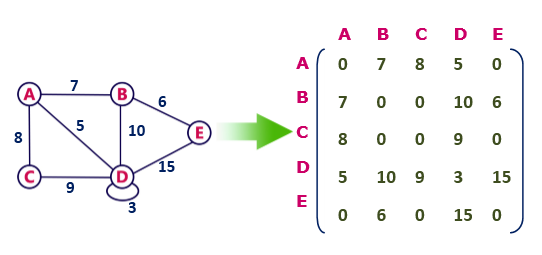 A 7 B 6
8 5 10 E
C 9 D 15
3
A B C D E
A 0 7 8 5 0
B 7 0 0 10 6
C 8 0 0 9 0
D 5 10 9 3 15
E 0 6 0 15 0